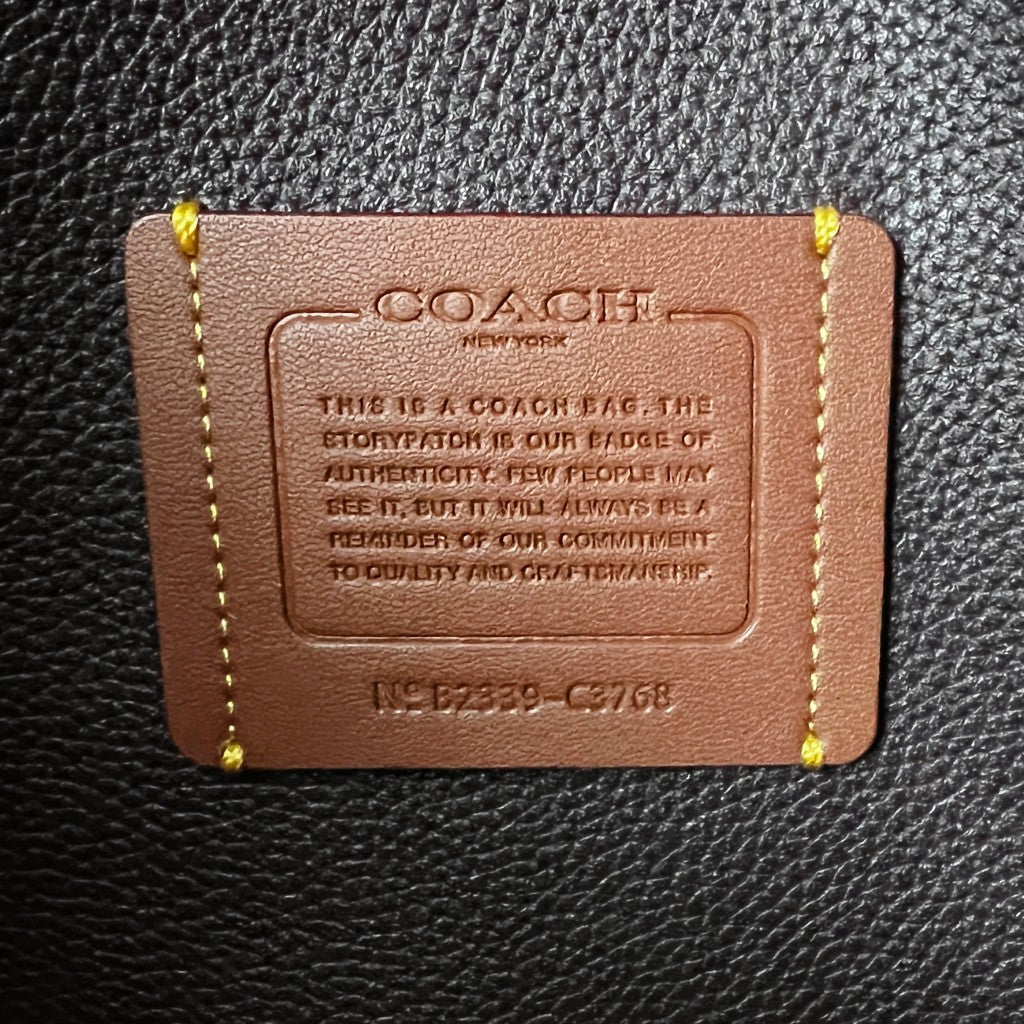 COACH
NEW YORK
THIS IS A COACH BAG. THE
STORYPATCH IS OUR BADGE OF
AUTHENTICITY. FEW PEOPLE MAY
SEE IT, BUT IT WILL ALWAYS BE A
REMINDER OF OUR COMMITMENT
TO QUALITY AND CRAFTSMANSHIP.
Nº B2339-C3768